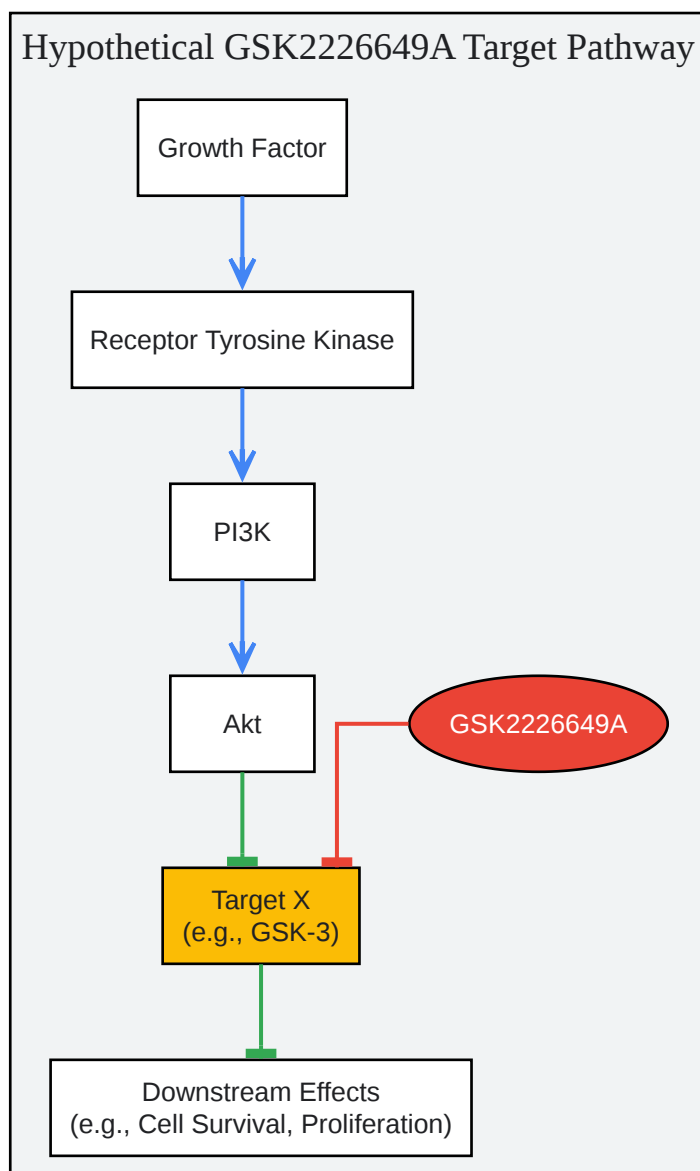 Hypothetical GSK2226649A Target Pathway
Growth Factor
Receptor Tyrosine Kinase
PI3K
Akt
GSK2226649A
Target X
(e.g., GSK-3)
Downstream Effects
(e.g., Cell Survival, Proliferation)